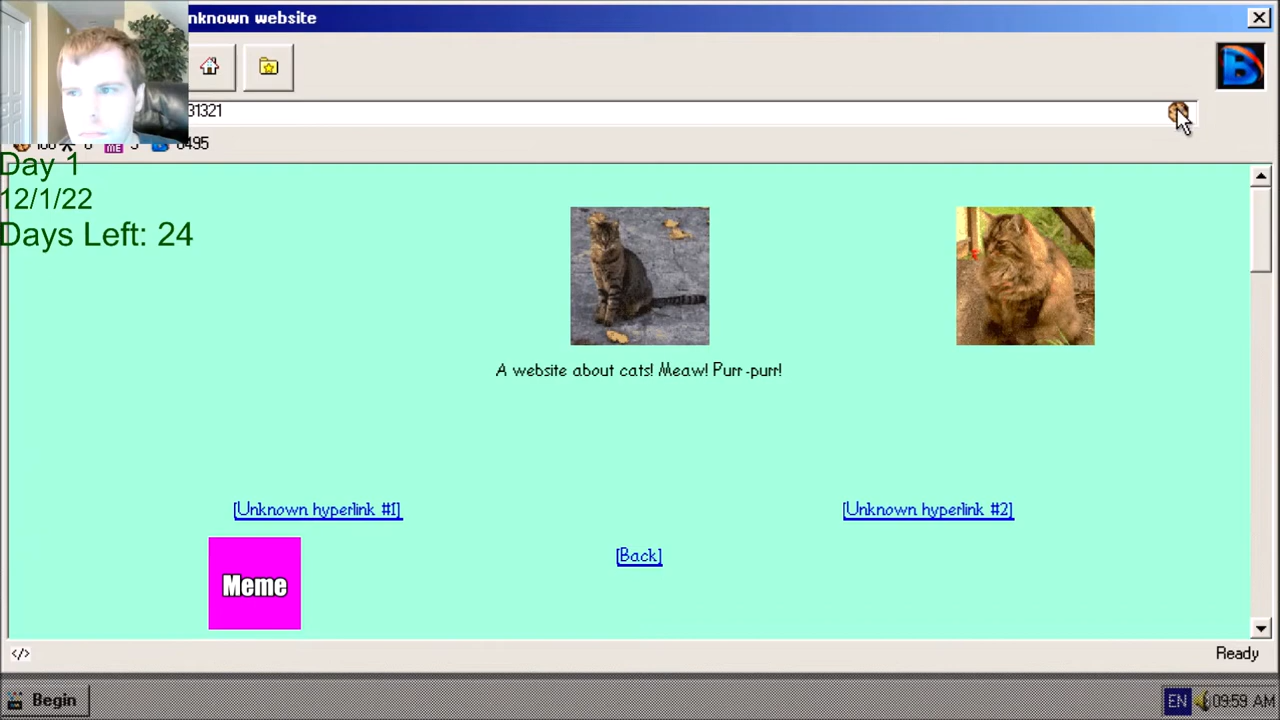 nknown website
31321
8495
Day 1
12/1/22
Days Left: 24
A website about cats! Meaw! Purr-purr!
[Unknown hyperlink #1]
[Unknown hyperlink #2]
[Back]
Meme
</>
Ready
Begin
EN
09:59 AM